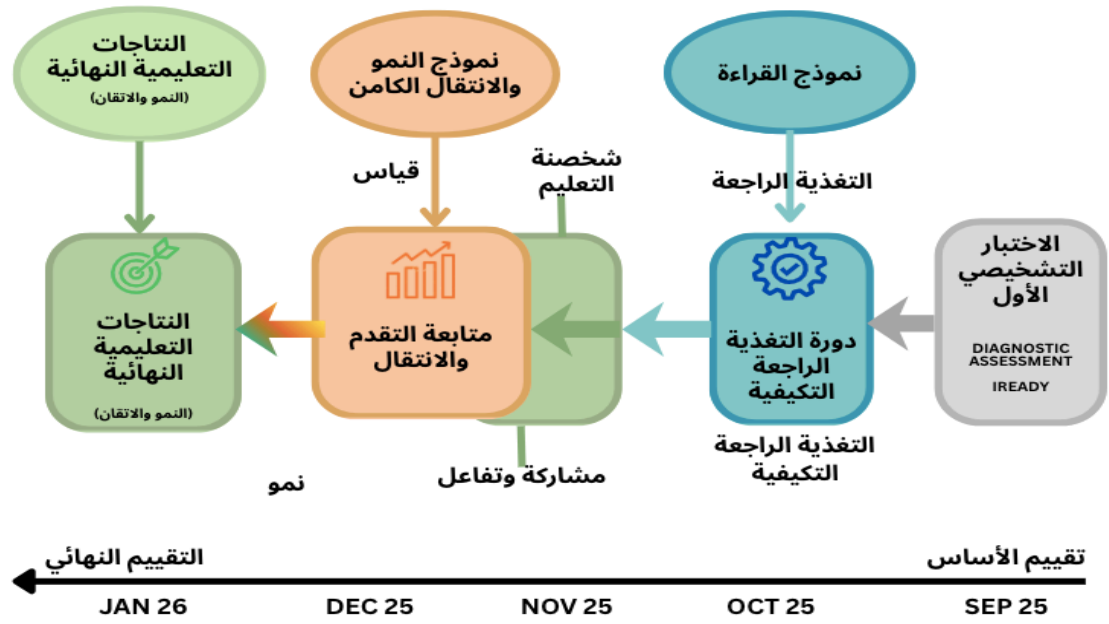 نموذج القراءة
نموذج النمو
والانتقال الكامن
النتاجات
التعليمية النهائية
(النمو والاتقان)
التغذية الراجعة
شخصنة
التعليم
قياس
الاختبار
التشخيصي
الأول
DIAGNOSTIC
ASSESSMENT
IREADY
دورة التغذية
الراجعة
التكيفية
متابعة التقدم
والانتقال
النتاجات
التعليمية
النهائية
(النمو والاتقان)
التغذية الراجعة
التكيفية
مشاركة وتفاعل
نمو
تقييم الأساس
التقييم النهائي
SEP 25
OCT 25
NOV 25
DEC 25
JAN 26